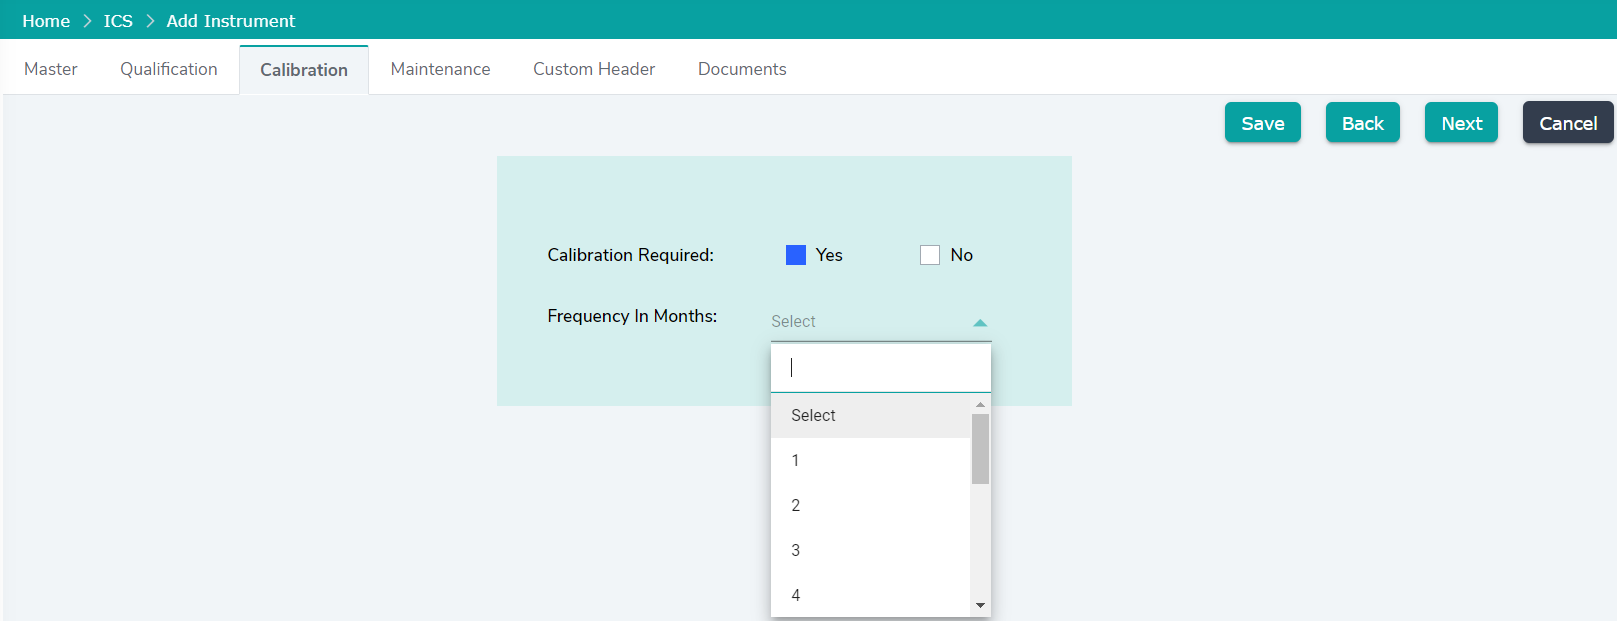 Home > ICS > Add Instrument
Master Qualification Calibration Maintenance Custom Header Documents
Save Back Next Cancel
Calibration Required: Yes No
Frequency In Months: Select
Select
1
2
3
4